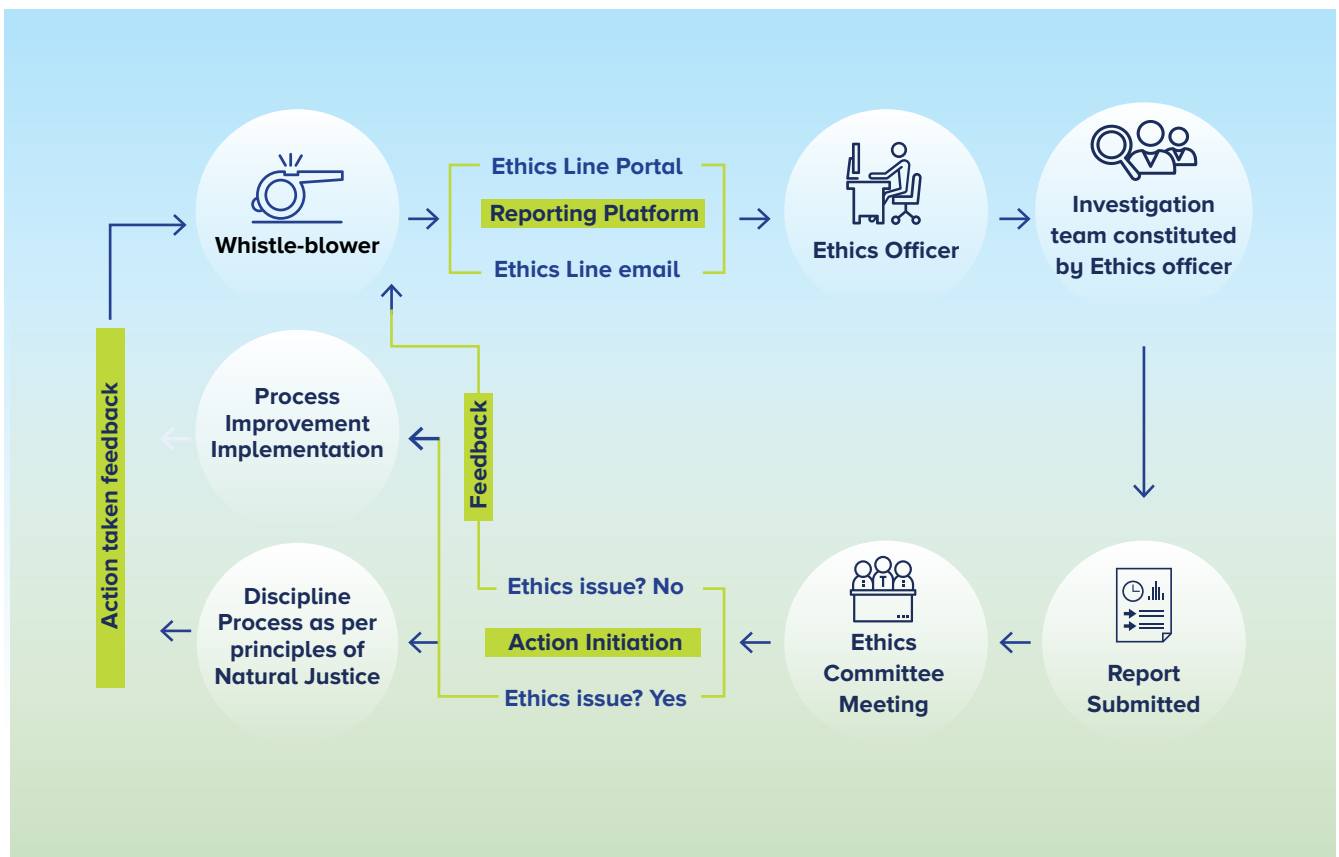 Whistle-blower
Ethics Line Portal
Reporting Platform
Ethics Line email
Ethics Officer
Investigation
team constituted
by Ethics officer
Report
Submitted
Ethics
Committee
Meeting
Ethics issue? No
Action Initiation
Ethics issue? Yes
Feedback
Process
Improvement
Implementation
Discipline
Process as per
principles of
Natural Justice
Action taken feedback